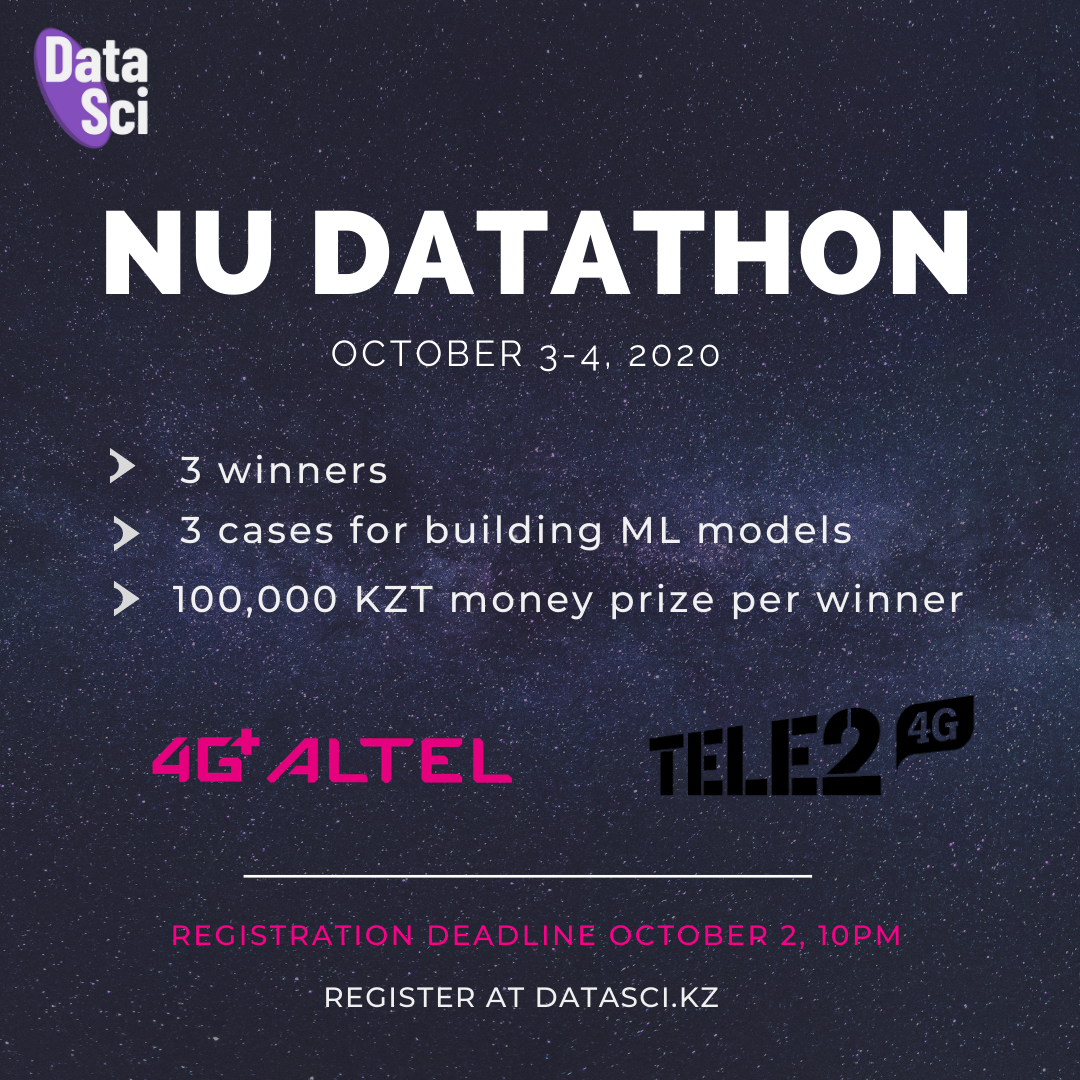 Data
Sci
NU DATATHON
OCTOBER 3-4, 2020
3 winners
3 cases for building ML models
100,000 KZT money prize per winner
4G+ ALTEL
TELE2 4G
REGISTRATION DEADLINE OCTOBER 2, 10PM
REGISTER AT DATASCI.KZ